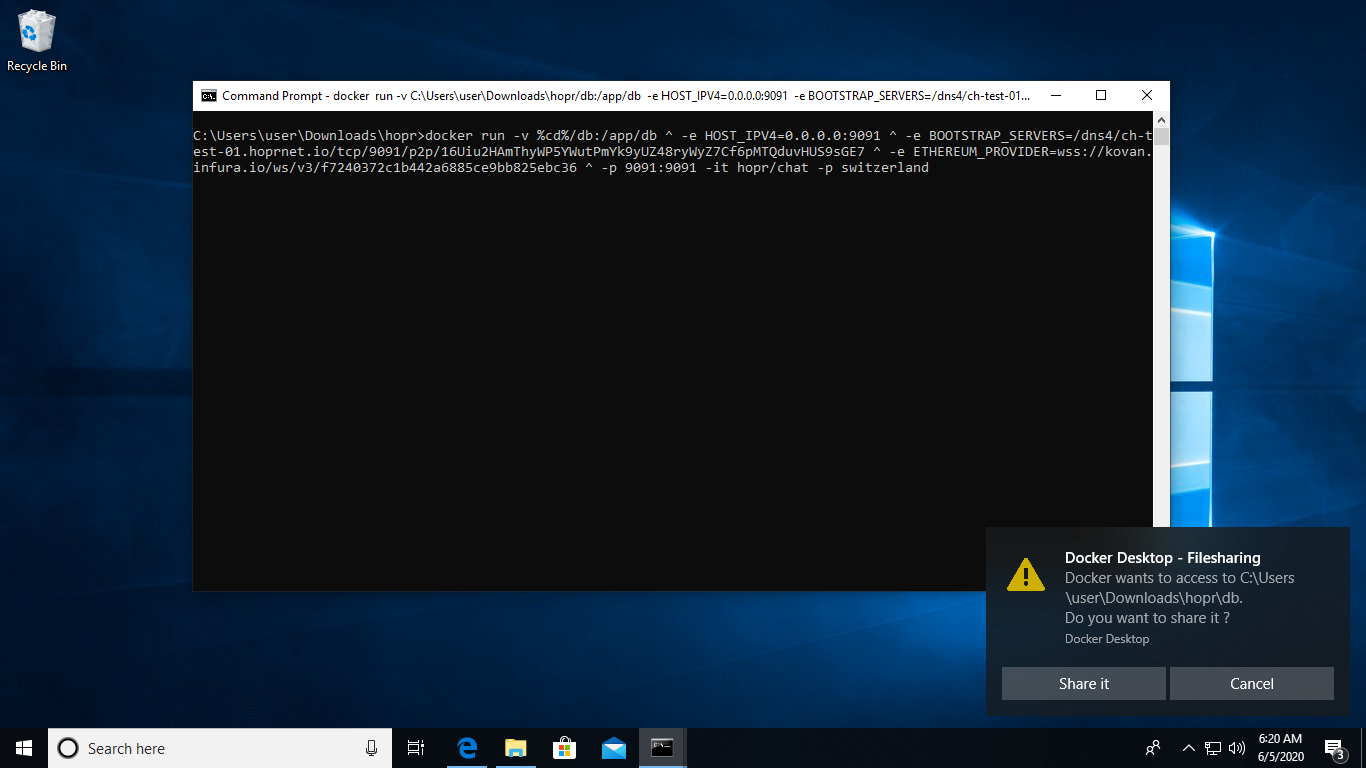 Recycle Bin
Command Prompt - docker run -v C:\Users\user\Downloads\hopr/db:/app/db -e HOST_IPV4=0.0.0.0:9091 -e BOOTSTRAP_SERVERS=/dns4/ch-test-01...
C:\Users\user\Downloads\hopr>docker run -v %cd%/db:/app/db ^ -e HOST_IPV4=0.0.0.0:9091 ^ -e BOOTSTRAP_SERVERS=/dns4/ch-t
est-01.hoprnet.io/tcp/9091/p2p/16Uiu2HAmThyWP5YWutPmYk9yUZ48ryWyZ7Cf6pMTQduvHUS9sGE7 ^ -e ETHEREUM_PROVIDER=wss://kovan.
infura.io/ws/v3/f7240372c1b442a6885ce9bb825ebc36 ^ -p 9091:9091 -it hopr/chat -p switzerland
Docker Desktop - Filesharing
Docker wants to access to C:\Users
\user\Downloads\hopr\db.
Do you want to share it ?
Docker Desktop
Share it
Cancel
Search here
6:20 AM
6/5/2020
3